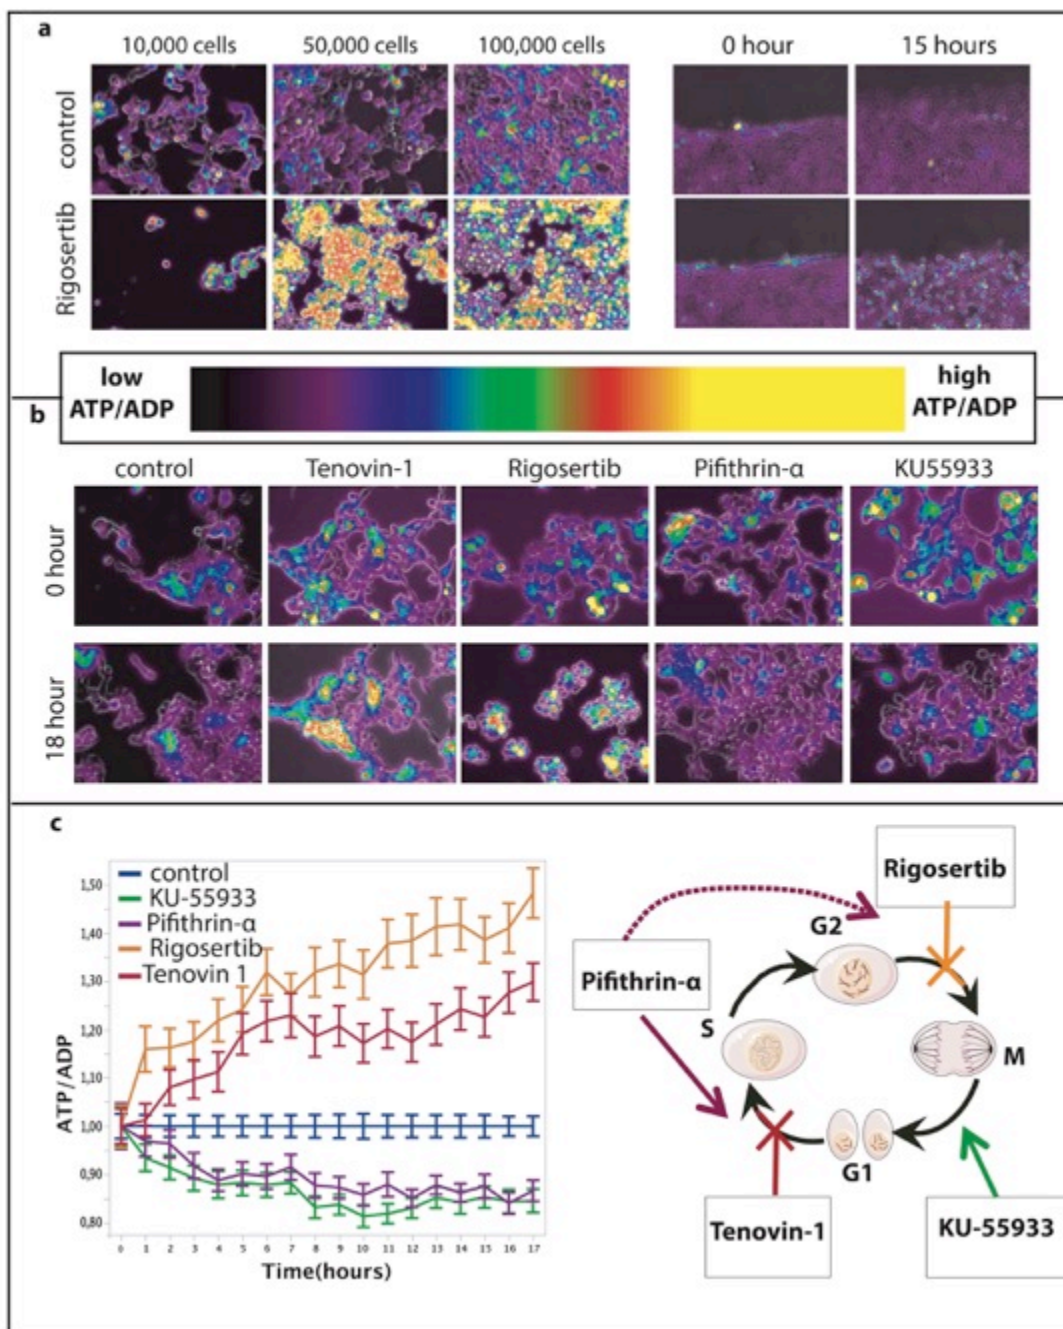 a
10,000 cells 50,000 cells 100,000 cells 0 hour 15 hours
control
Rigosertib
low ATP/ADP
high ATP/ADP
b
control Tenovin-1 Rigosertib Pifithrin-α KU55933
0 hour
18 hour
c
control
KU-55933
Pifithrin-α
Rigosertib
Tenovin 1
1,50
1,40
1,30
1,20
1,10
1,00
0,90
0,80
ATP/ADP
0 1 2 3 4 5 6 7 8 9 10 11 12 13 14 15 16 17
Time(hours)
Rigosertib
G2
Pifithrin-α
S
M
G1
Tenovin-1
KU-55933